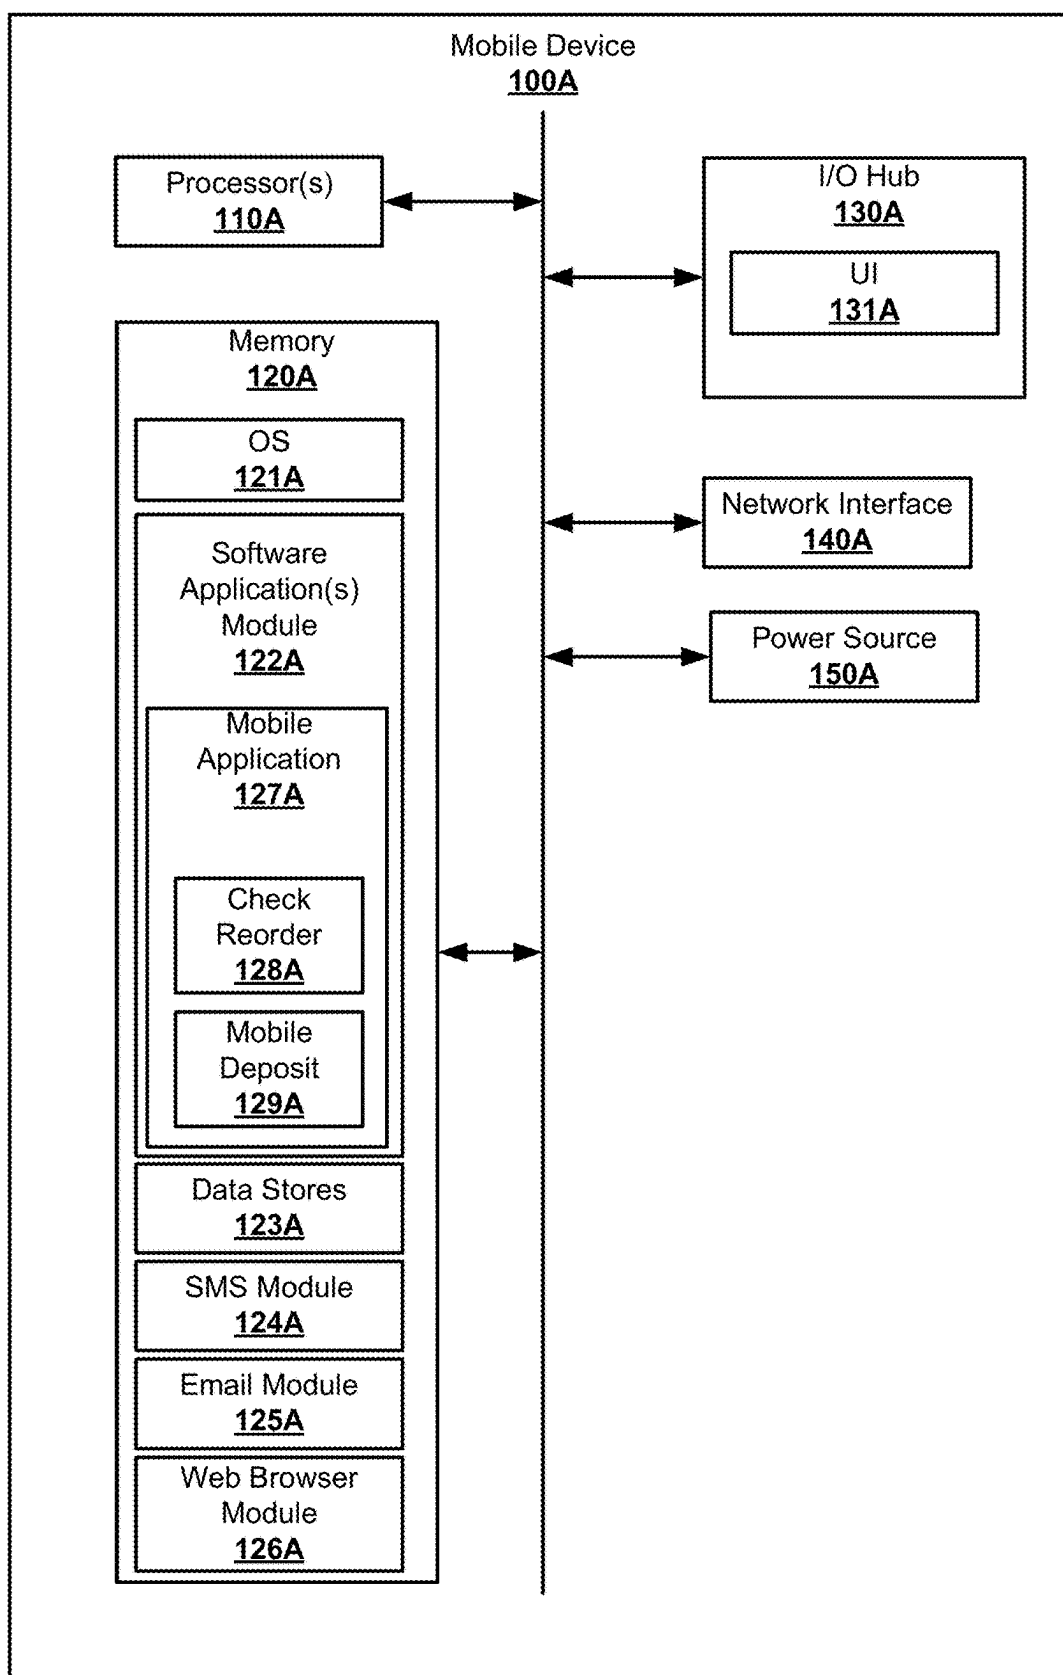 Mobile Device
100A
Processor(s)
110A
I/O Hub
130A
UI
131A
Memory
120A
OS
121A
Software
Application(s)
Module
122A
Mobile
Application
127A
Check
Reorder
128A
Mobile
Deposit
129A
Data Stores
123A
SMS Module
124A
Email Module
125A
Web Browser
Module
126A
Network Interface
140A
Power Source
150A